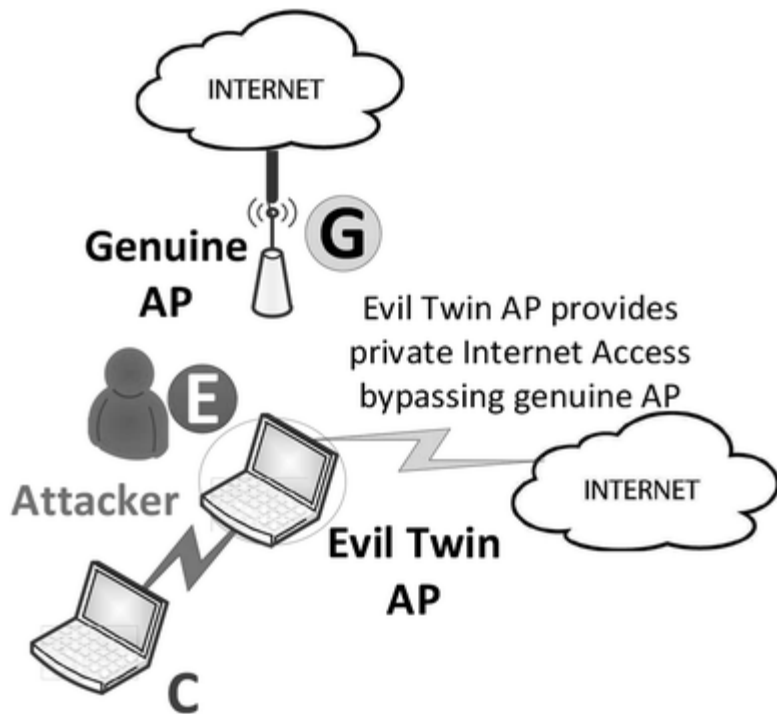 INTERNET
Genuine
AP
G
Evil Twin AP provides
private Internet Access
bypassing genuine AP
E
Attacker
INTERNET
Evil Twin
AP
C